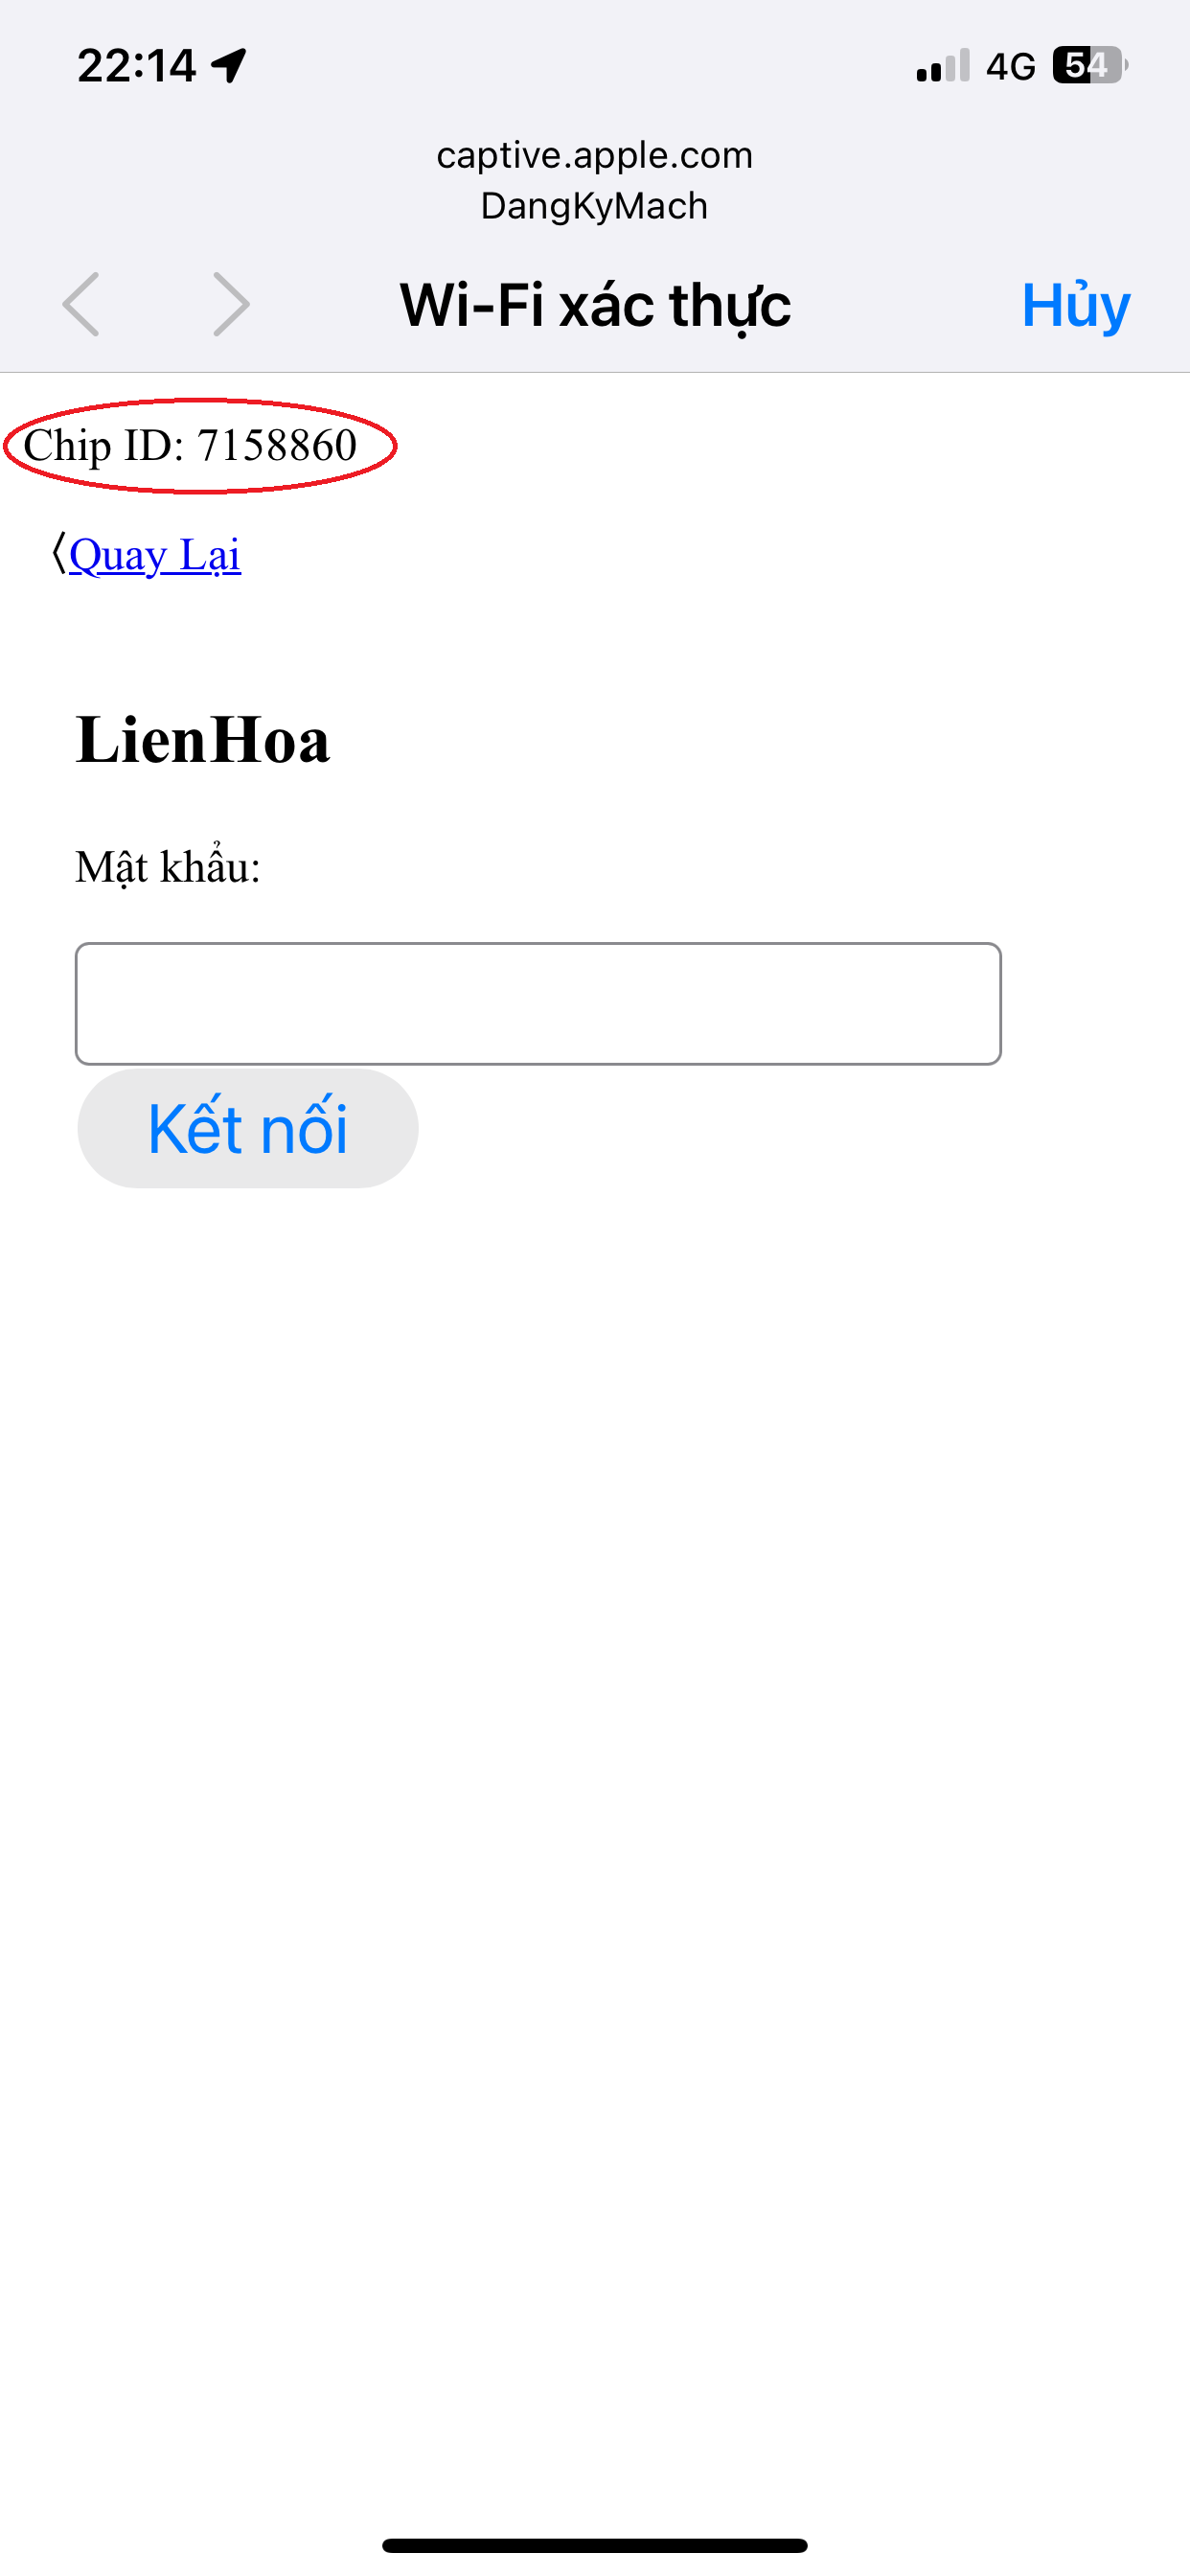 22:14 4G 54
captive.apple.com
DangKyMach
Wi-Fi xác thực Hủy
Chip ID: 7158860
〈Quay Lại
LienHoa
Mật khẩu:
Kết nối